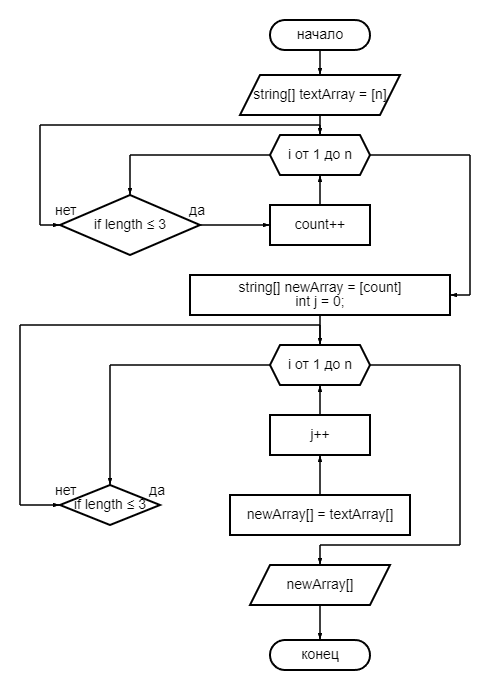 начало
string[] textArray = [n]
i от 1 до n
нет
да
if length ≤ 3
count++
string[] newArray = [count]
int j = 0;
i от 1 до n
j++
нет
да
if length ≤ 3
newArray[] = textArray[]
newArray[]
конец